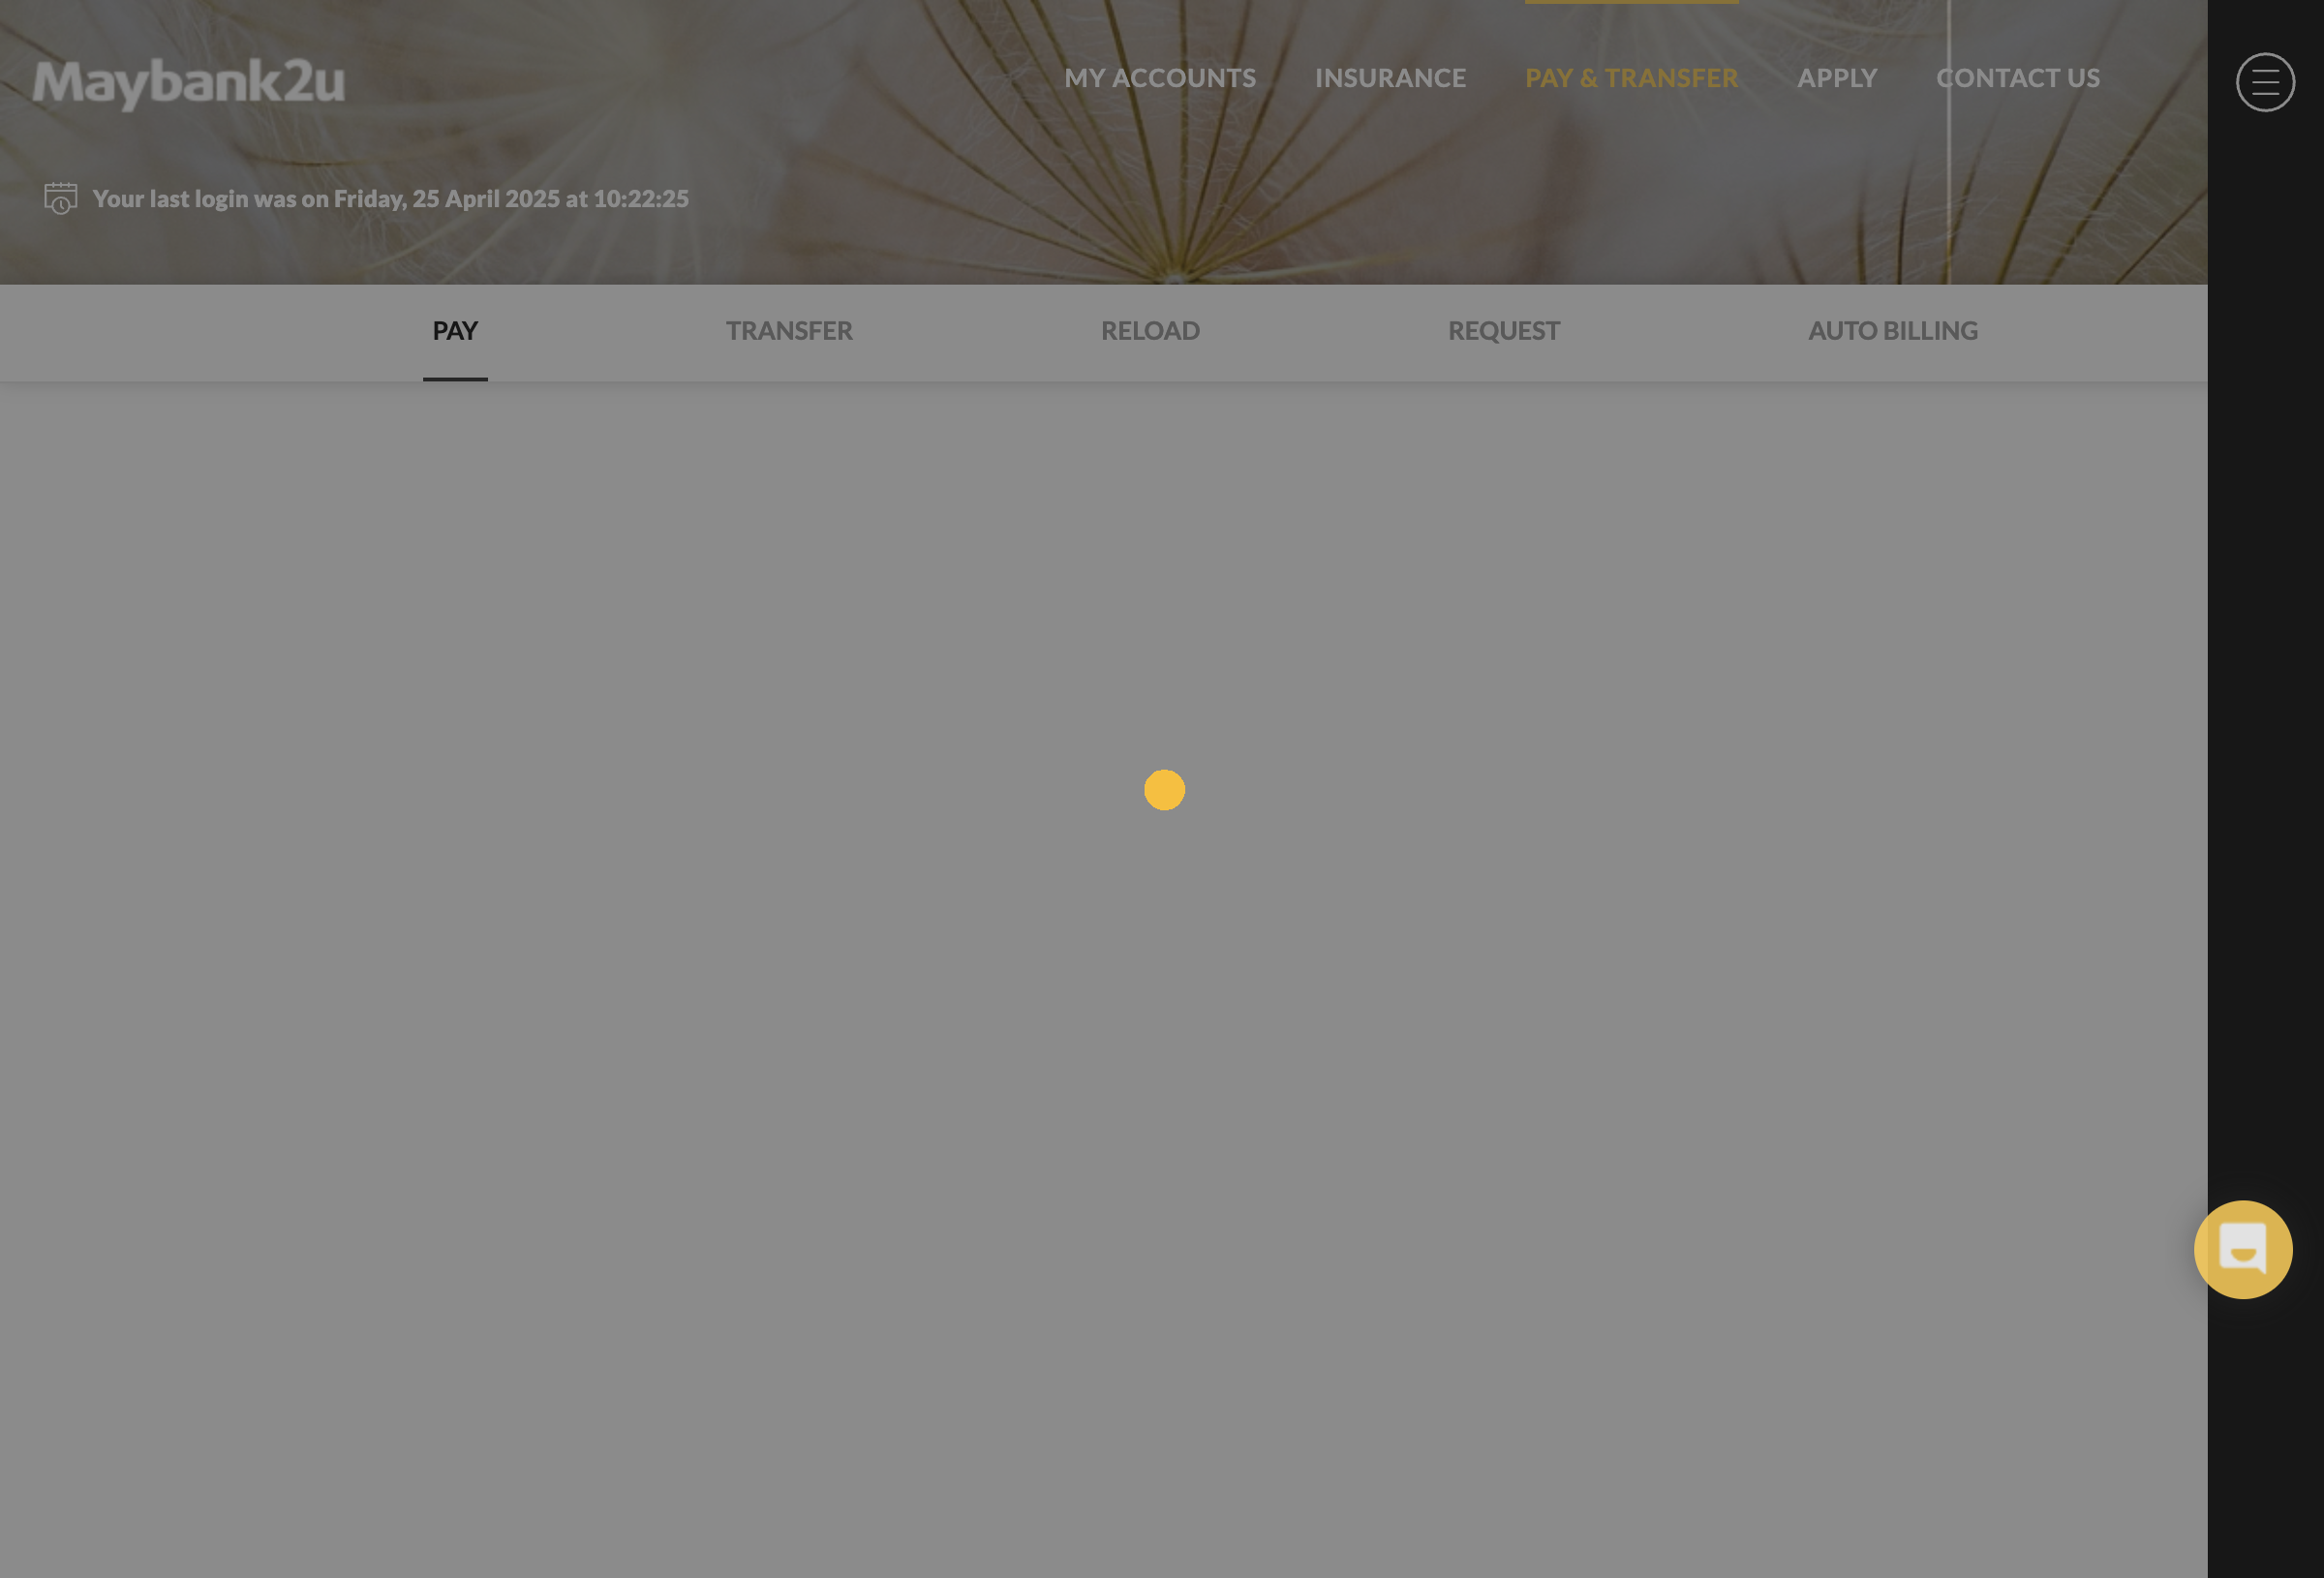 Maybank2u
MY ACCOUNTS
INSURANCE
PAY & TRANSFER
APPLY
CONTACT US
Your last login was on Friday, 25 April 2025 at 10:22:25
PAY
TRANSFER
RELOAD
REQUEST
AUTO BILLING